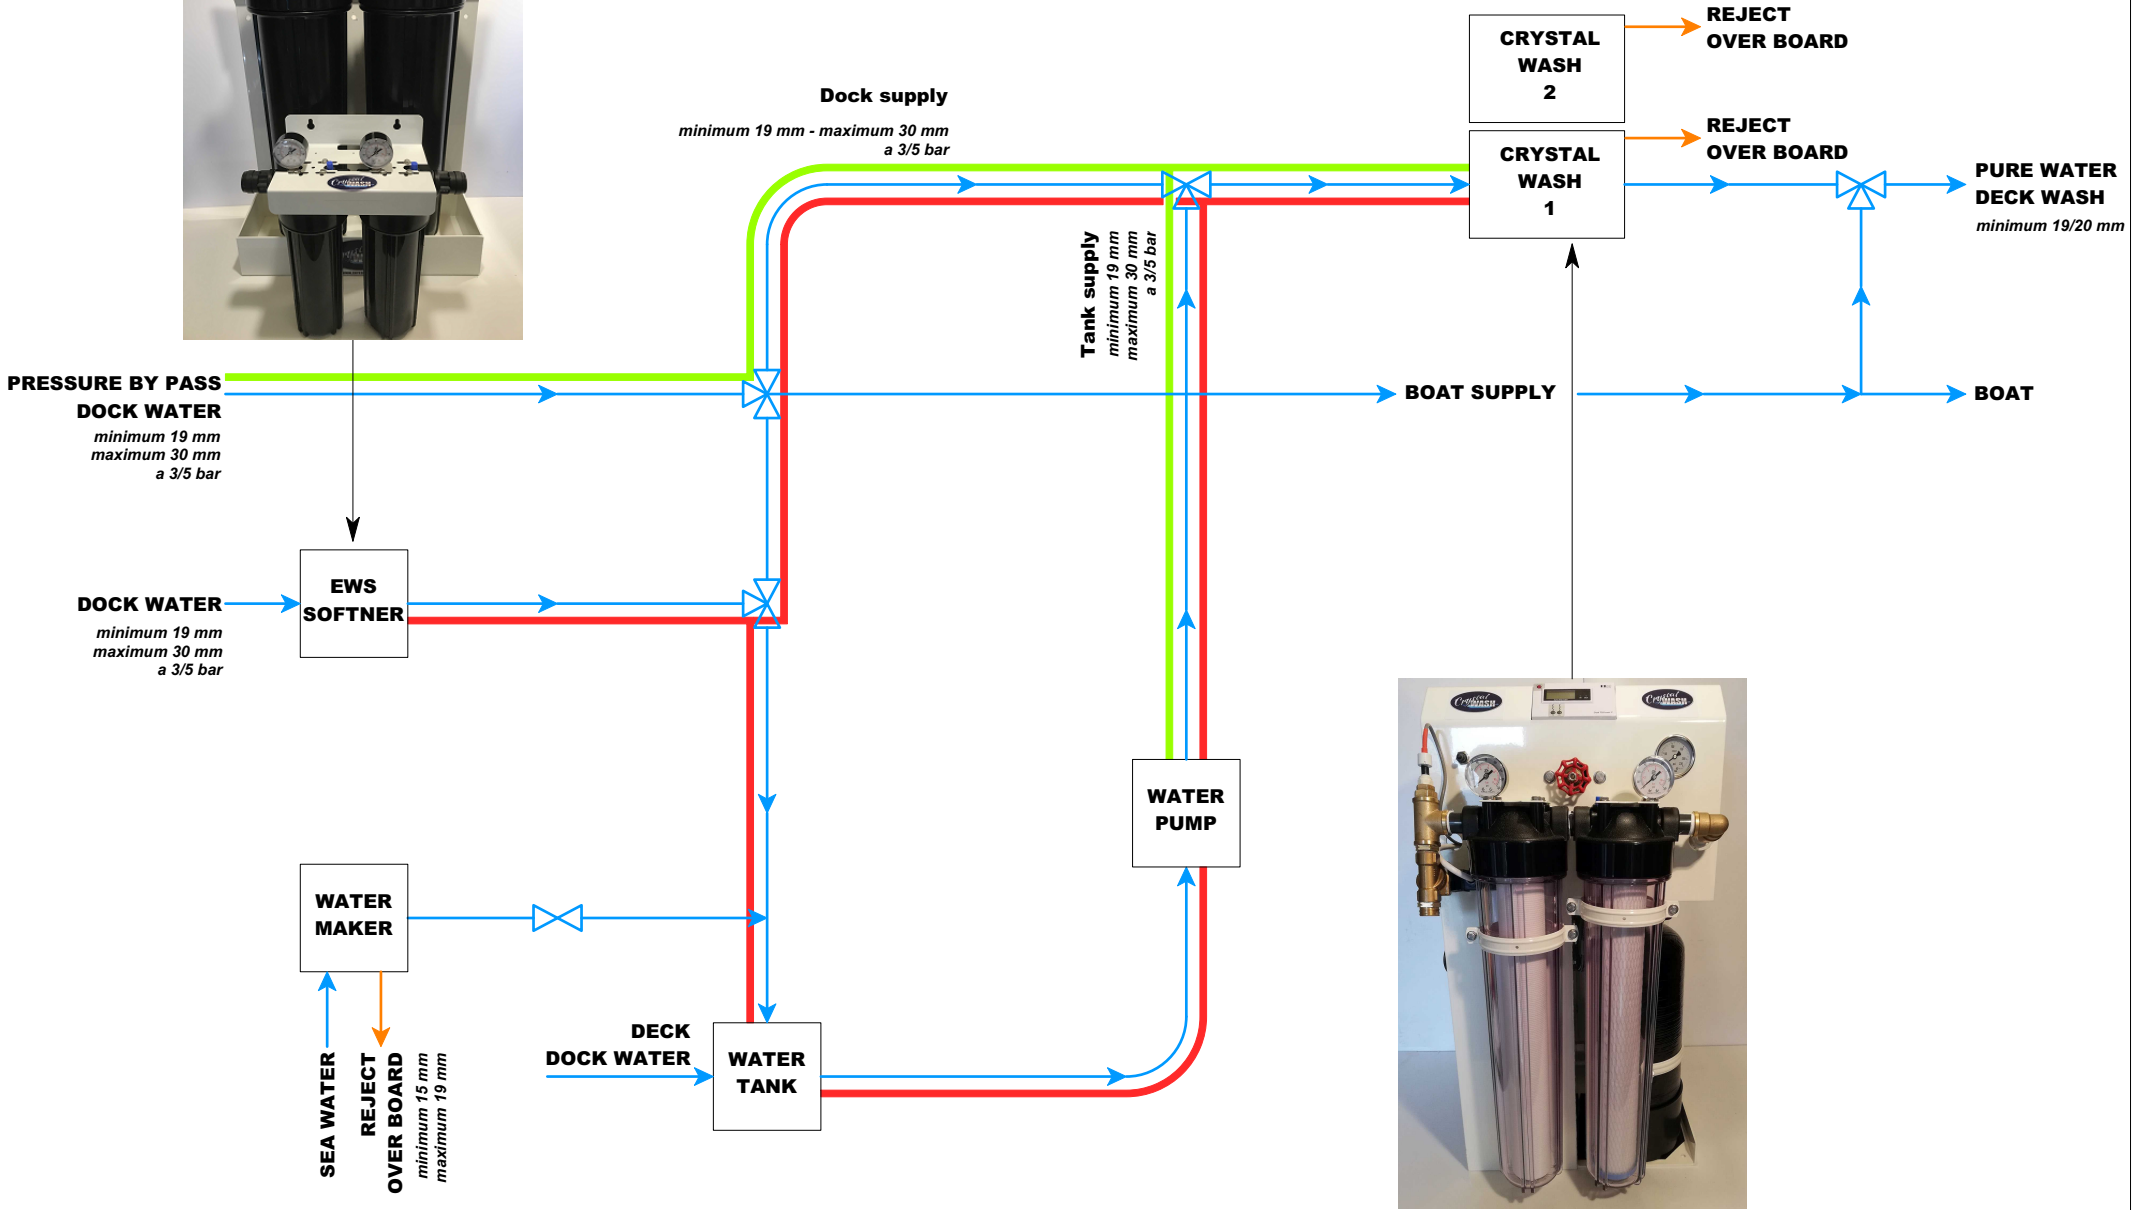 REJECT
OVER BOARD
CRYSTAL
WASH
2
Dock supply
minimum 19 mm - maximum 30 mm
a 3/5 bar
REJECT
OVER BOARD
CRYSTAL
WASH
1
PURE WATER
DECK WASH
minimum 19/20 mm
Tank supply
minimum 19 mm
maximum 30 mm
a 3/5 bar
PRESSURE BY PASS
DOCK WATER
minimum 19 mm
maximum 30 mm
a 3/5 bar
BOAT SUPPLY
BOAT
EWS
SOFTNER
DOCK WATER
minimum 19 mm
maximum 30 mm
a 3/5 bar
Crystal
WASH
Crystal
WASH
WATER
PUMP
WATER
MAKER
DECK
DOCK WATER
WATER
TANK
SEA WATER
REJECT
OVER BOARD
minimum 15 mm
maximum 19 mm